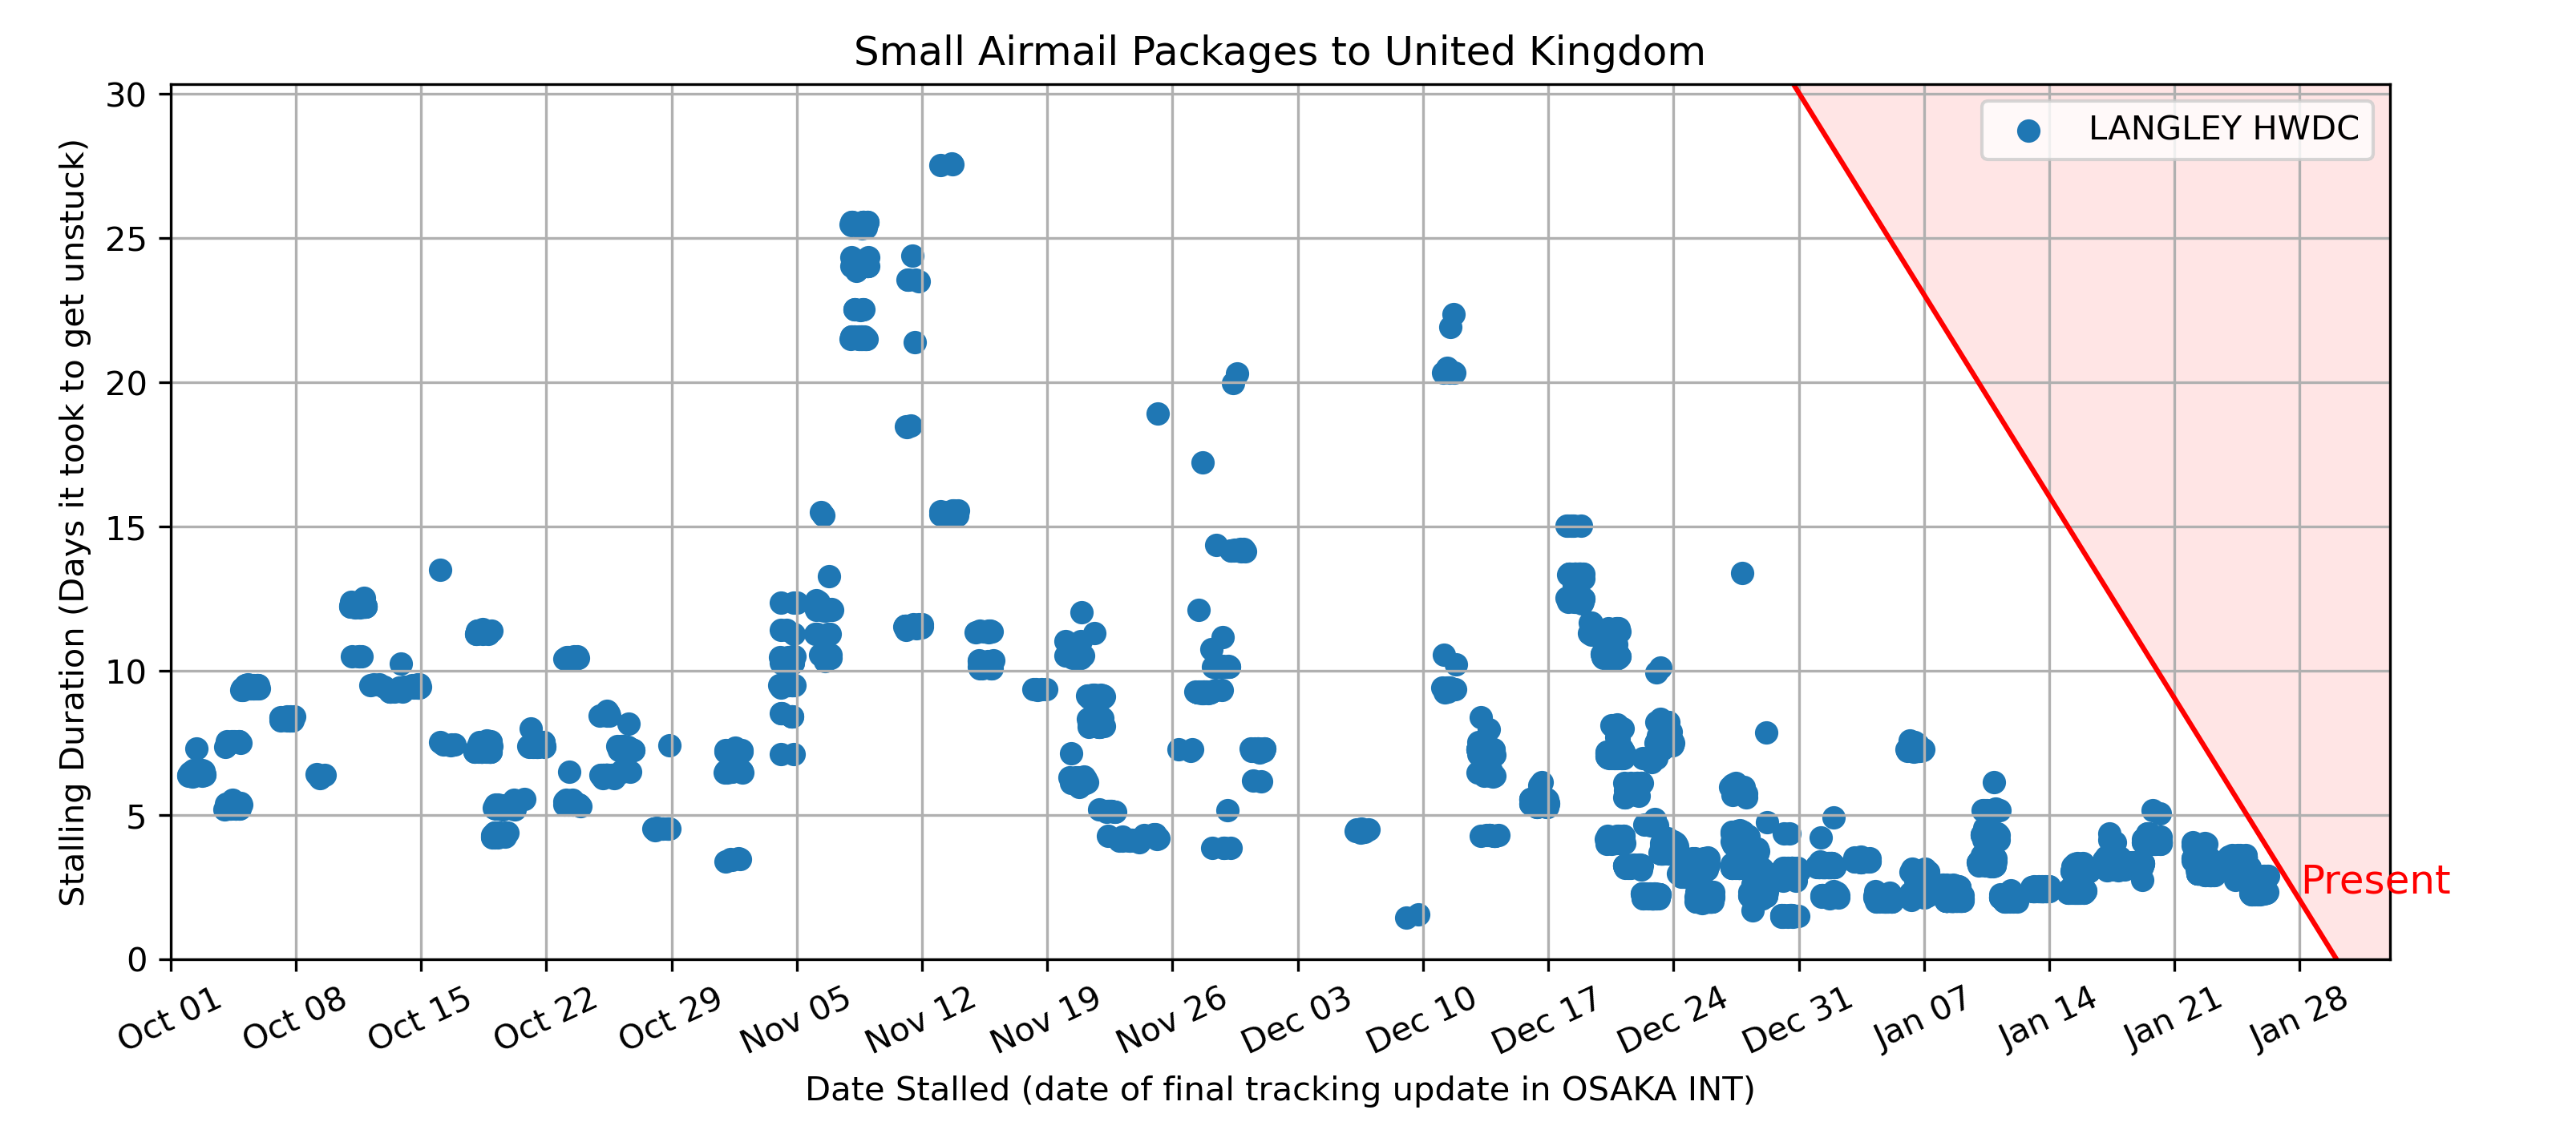 Small Airmail Packages to United Kingdom
LANGLEY HWDC
Stalling Duration (Days it took to get unstuck)
30
25
20
15
10
5
0
Present
Oct 01
Oct 08
Oct 15
Oct 22
Oct 29
Nov 05
Nov 12
Nov 19
Nov 26
Dec 03
Dec 10
Dec 17
Dec 24
Dec 31
Jan 07
Jan 14
Jan 21
Jan 28
Date Stalled (date of final tracking update in OSAKA INT)